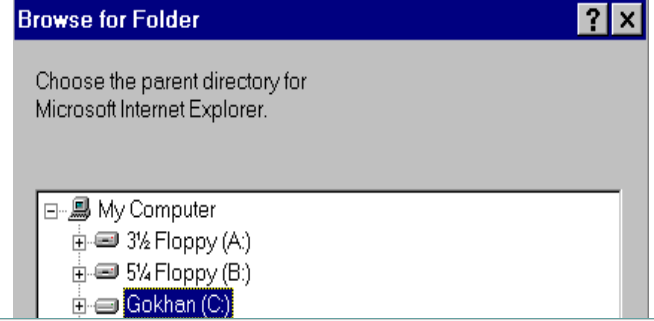 Browse for Folder
Choose the parent directory for
Microsoft Internet Explorer.
My Computer
3½ Floppy (A:)
5¼ Floppy (B:)
Gokhan (C:)